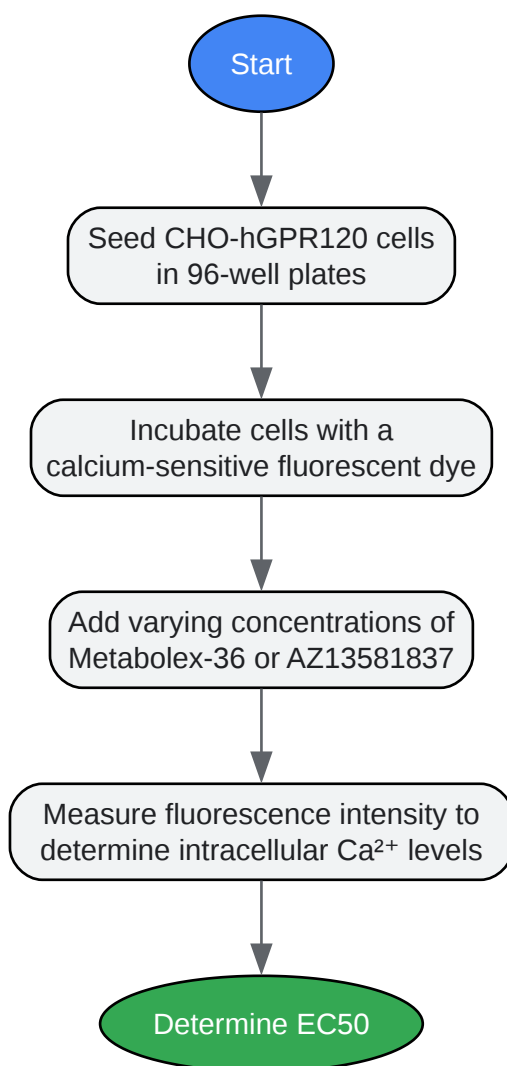 Start
Seed CHO-hGPR120 cells
in 96-well plates
Incubate cells with a
calcium-sensitive fluorescent dye
Add varying concentrations of
Metabolex-36 or AZ13581837
Measure fluorescence intensity to
determine intracellular Ca²⁺ levels
Determine EC50